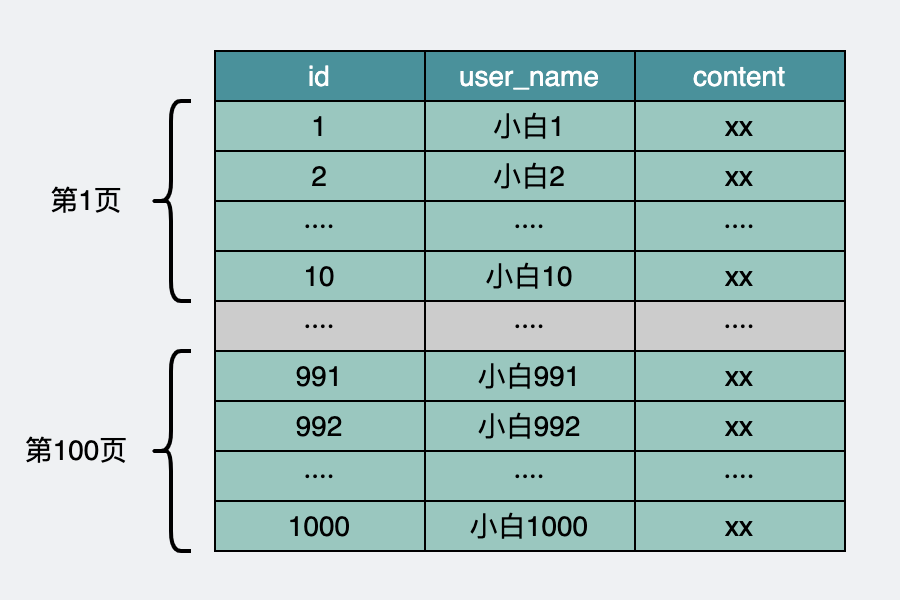 id user_name content
1 小白1 xx
2 小白2 xx
.... .... ....
第1页
10 小白10 xx
.... .... ....
991 小白991 xx
992 小白992 xx
第100页
.... .... ....
1000 小白1000 xx